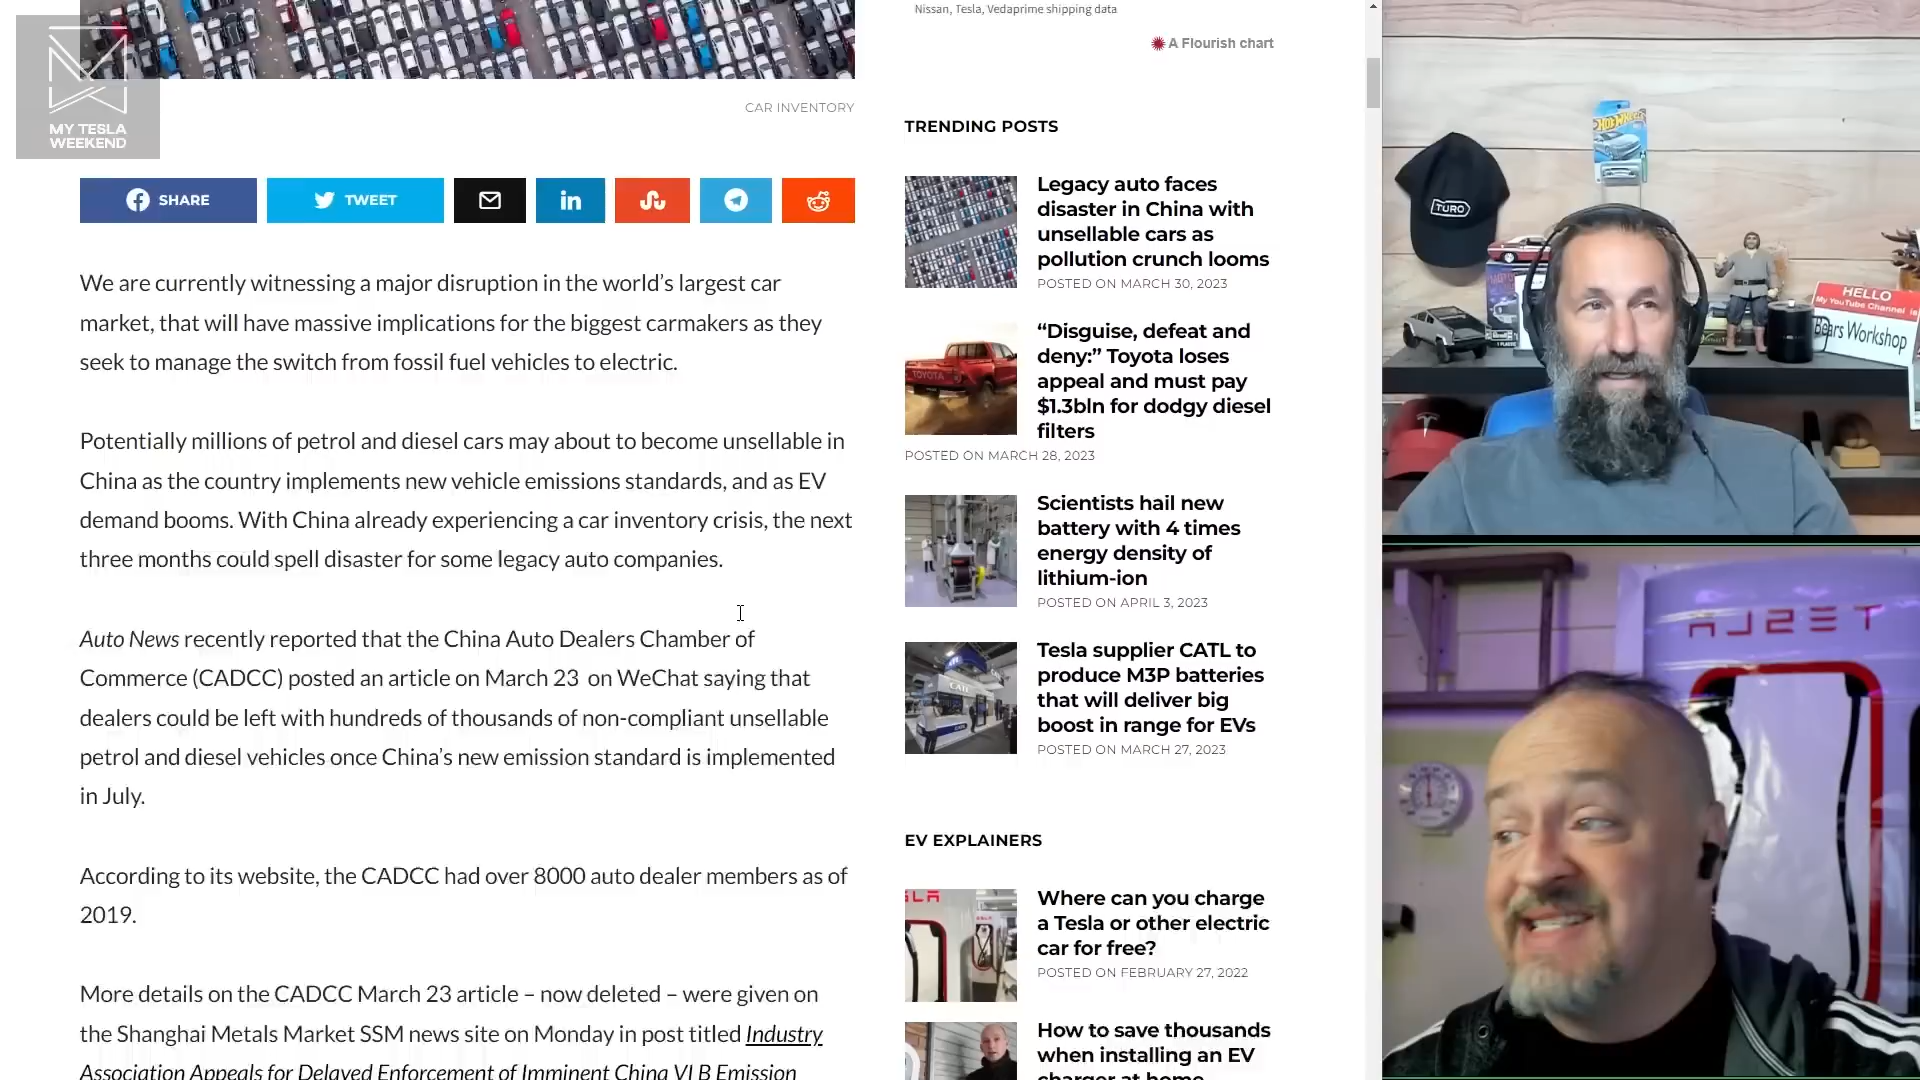 MY TESLA
WEEKEND
CAR INVENTORY
SHARE
TWEET
We are currently witnessing a major disruption in the world’s largest car
market, that will have massive implications for the biggest carmakers as they
seek to manage the switch from fossil fuel vehicles to electric.
Potentially millions of petrol and diesel cars may about to become unsellable in
China as the country implements new vehicle emissions standards, and as EV
demand booms. With China already experiencing a car inventory crisis, the next
three months could spell disaster for some legacy auto companies.
Auto News recently reported that the China Auto Dealers Chamber of
Commerce (CADCC) posted an article on March 23 on WeChat saying that
dealers could be left with hundreds of thousands of non-compliant unsellable
petrol and diesel vehicles once China’s new emission standard is implemented
in July.
According to its website, the CADCC had over 8000 auto dealer members as of
2019.
More details on the CADCC March 23 article – now deleted – were given on
the Shanghai Metals Market SSM news site on Monday in post titled Industry
Association Appeals for Delayed Enforcement of Imminent China VI B Emission
Nissan, Tesla, Vedaprime shipping data
A Flourish chart
TRENDING POSTS
Legacy auto faces
disaster in China with
unsellable cars as
pollution crunch looms
POSTED ON MARCH 30, 2023
TOYOTA
“Disguise, defeat and
deny:” Toyota loses
appeal and must pay
$1.3bln for dodgy diesel
filters
POSTED ON MARCH 28, 2023
Scientists hail new
battery with 4 times
energy density of
lithium-ion
POSTED ON APRIL 3, 2023
CATL
Tesla supplier CATL to
produce M3P batteries
that will deliver big
boost in range for EVs
POSTED ON MARCH 27, 2023
EV EXPLAINERS
Where can you charge
a Tesla or other electric
car for free?
POSTED ON FEBRUARY 27, 2022
How to save thousands
when installing an EV
charger at home
HOT WHEELS
TURO
HELLO
My YouTube Channel is
Bears Workshop
TESLA